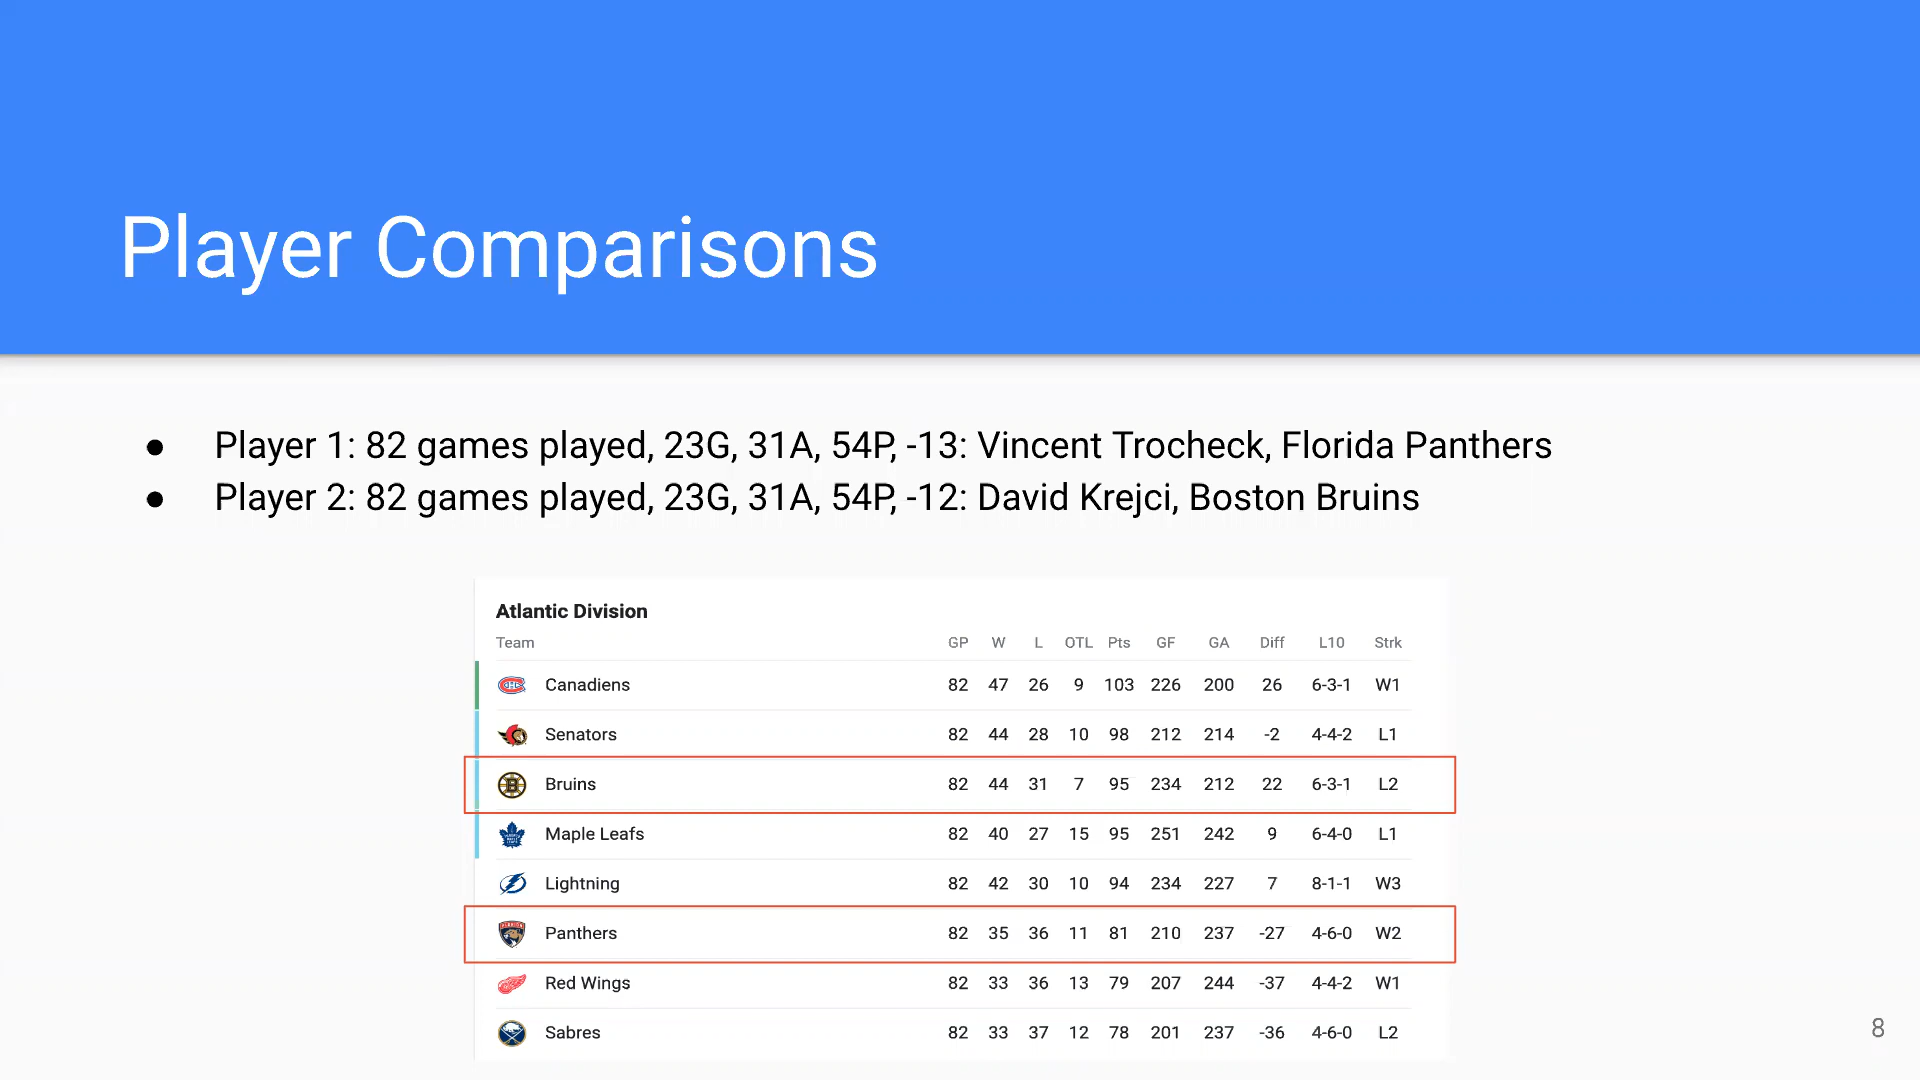 Player Comparisons
● Player 1: 82 games played, 23G, 31A, 54P, -13: Vincent Trocheck, Florida Panthers
● Player 2: 82 games played, 23G, 31A, 54P, -12: David Krejci, Boston Bruins
Atlantic Division
Team GP W L OTL Pts GF GA Diff L10 Strk
Canadiens 82 47 26 9 103 226 200 26 6-3-1 W1
Senators 82 44 28 10 98 212 214 -2 4-4-2 L1
Bruins 82 44 31 7 95 234 212 22 6-3-1 L2
Maple Leafs 82 40 27 15 95 251 242 9 6-4-0 L1
Lightning 82 42 30 10 94 234 227 7 8-1-1 W3
Panthers 82 35 36 11 81 210 237 -27 4-6-0 W2
Red Wings 82 33 36 13 79 207 244 -37 4-4-2 W1
Sabres 82 33 37 12 78 201 237 -36 4-6-0 L2
8